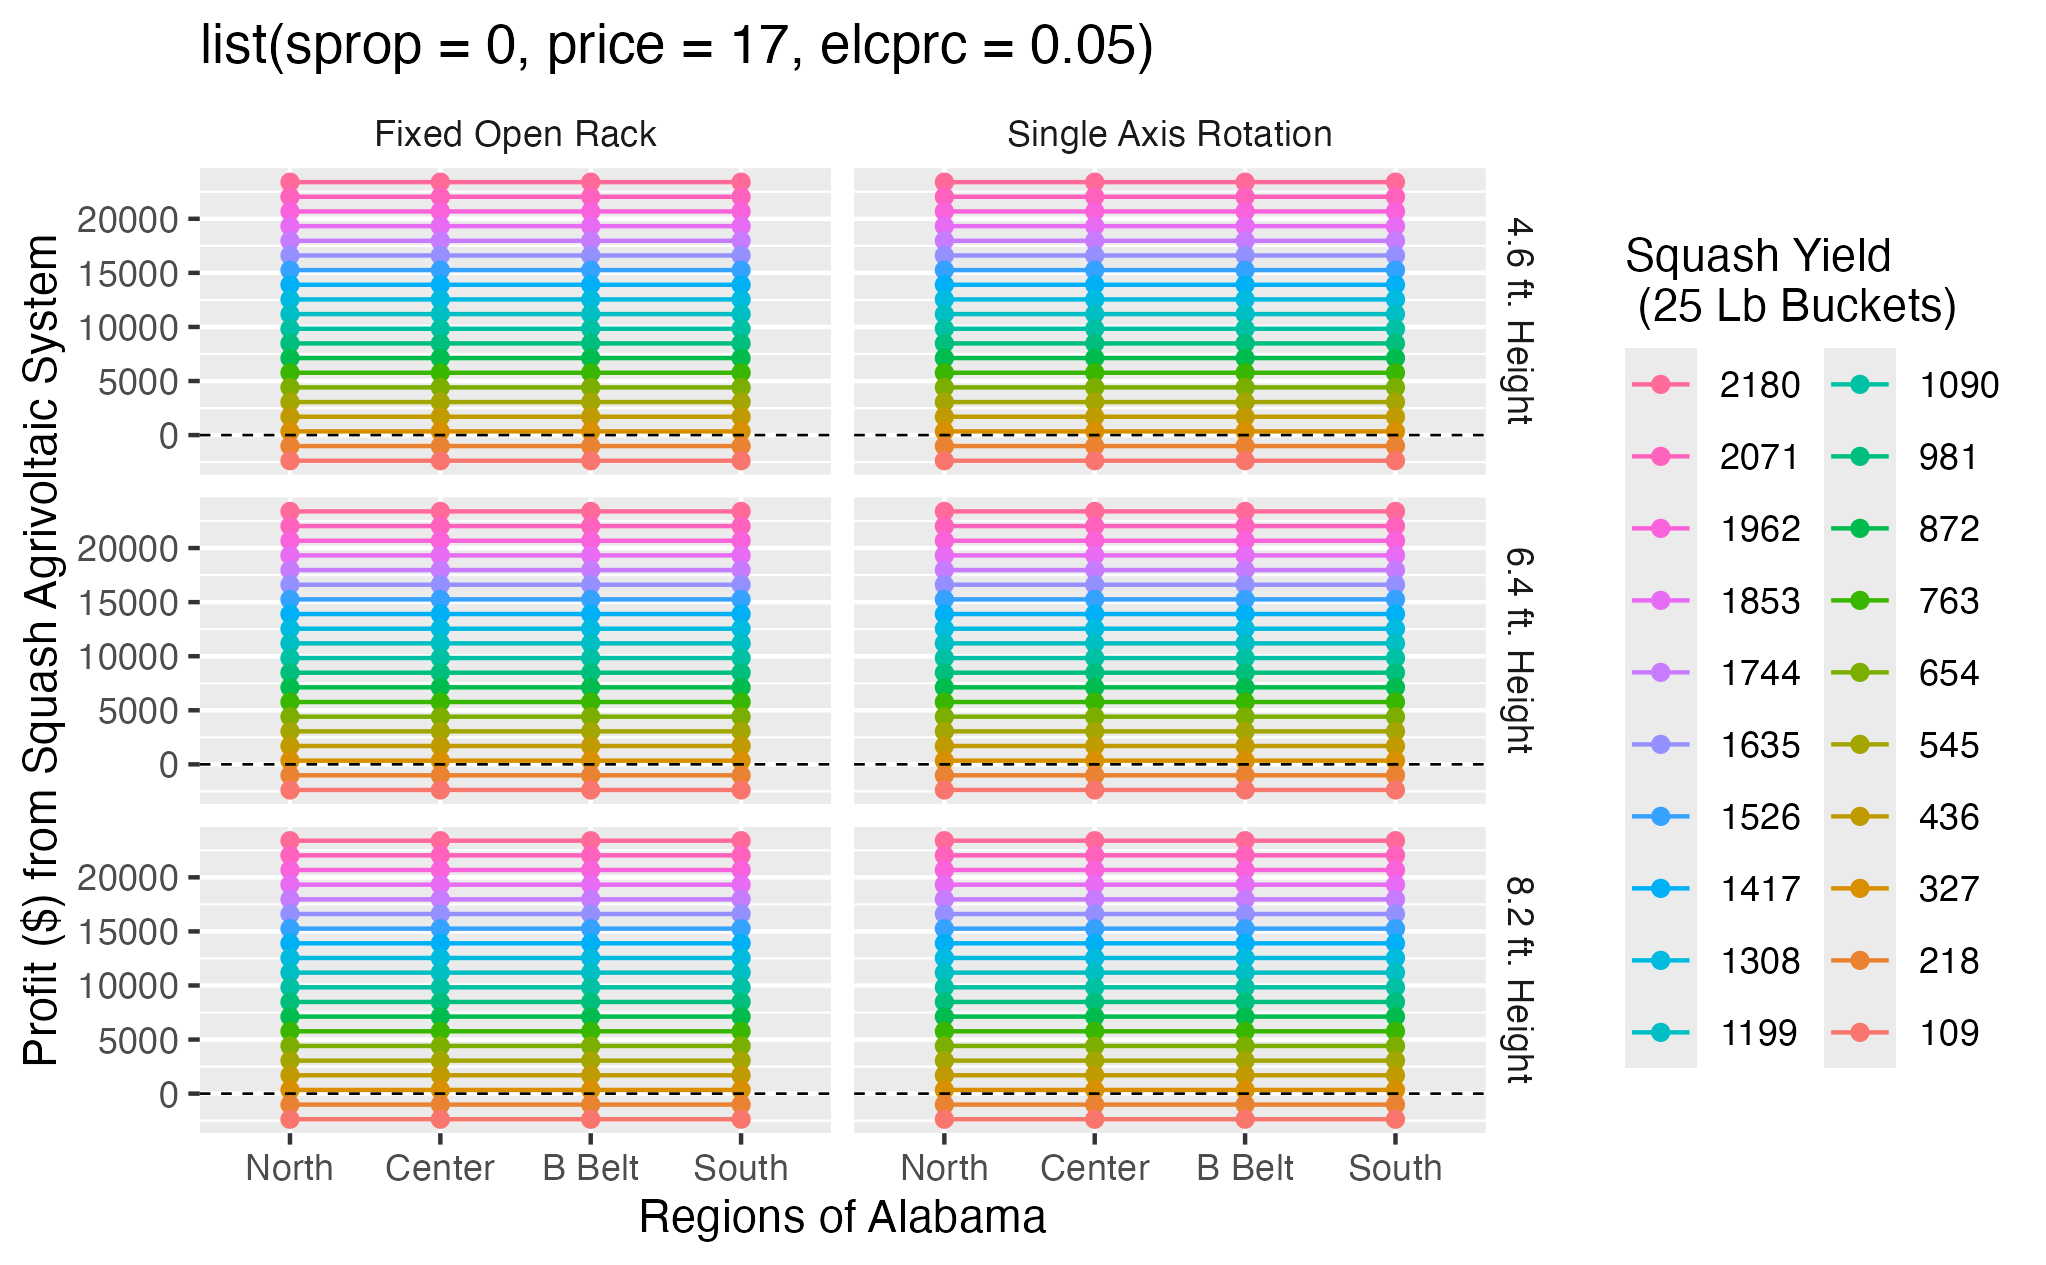 list(sprop = 0, price = 17, elcprc = 0.05)
Fixed Open Rack
Single Axis Rotation
Profit ($) from Squash Agrivoltaic System
20000
15000
10000
5000
0
4.6 ft. Height
20000
15000
10000
5000
0
6.4 ft. Height
20000
15000
10000
5000
0
8.2 ft. Height
North Center B Belt South
North Center B Belt South
Regions of Alabama
Squash Yield
(25 Lb Buckets)
2180
2071
1962
1853
1744
1635
1526
1417
1308
1199
1090
981
872
763
654
545
436
327
218
109